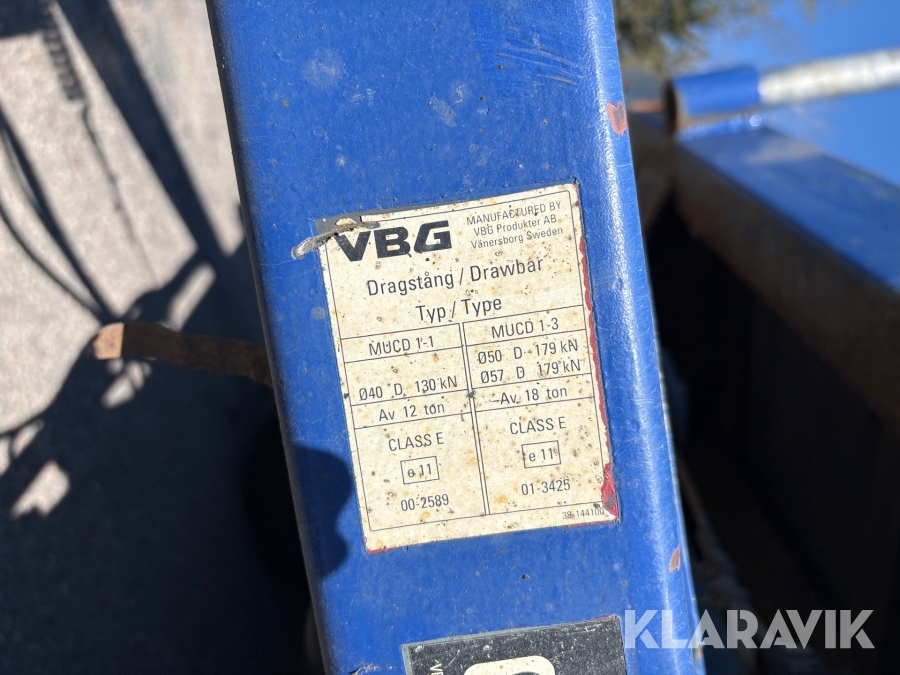 VBG
MANUFACTURED BY
VBG Produkter AB
Vänersborg Sweden
Dragstång / Drawbar
Typ / Type
MUCD 1-1
Ø40 D 130 kN
Av 12 ton
CLASS E
e 11
00-2589
MUCD 1-3
Ø50 D 179 kN
Ø57 D 179 kN
Av 18 ton
CLASS E
e 11
01-3425
38-144100
KLARAVIK